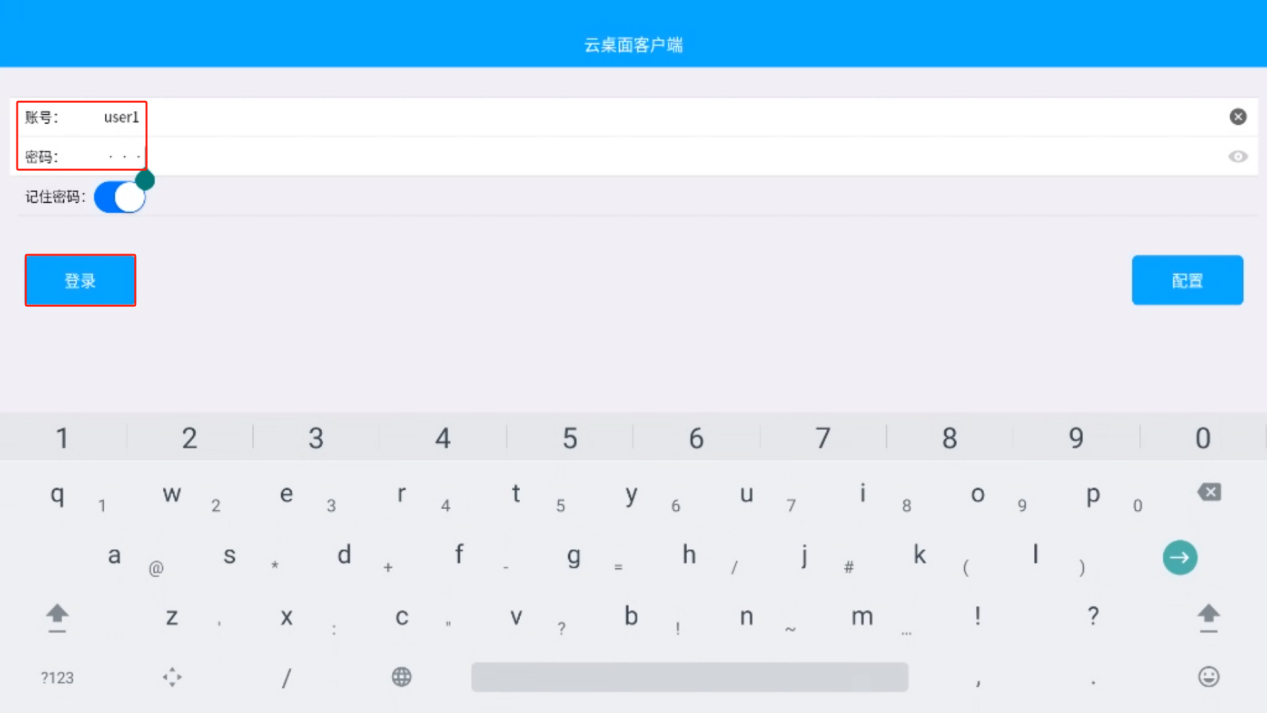 云桌面客户端
账号: user1
密码: ···
记住密码:
登录 配置
1 2 3 4 5 6 7 8 9 0
q 1 w 2 e 3 r 4 t 5 y 6 u 7 i 8 o 9 p 0
a @ s * d + f - g = h / j # k ( l )
z ' x : c " v ? b ! n ~ m … ! ?
?123 / , .